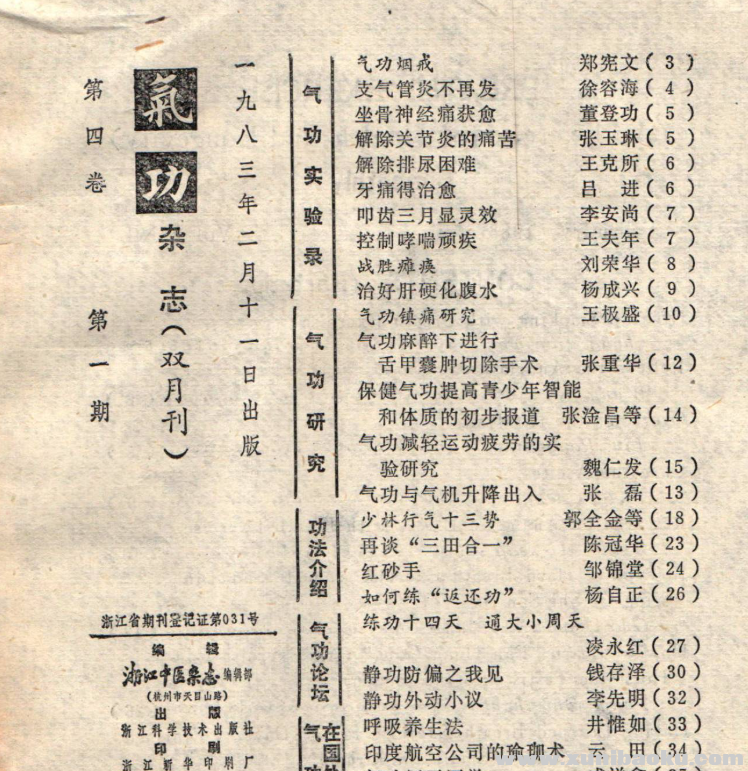 氣功杂志（双月刊）
第四卷 第一期
一九八三年二月十一日出版
浙江省期刊登记证第031号
编 辑
浙江中医杂志 编辑部
（杭州市天目山路）
出 版
浙江科学技术出版社
印 刷
浙江新华印刷厂
气功实验录
气功烟戒 郑宪文（3）
支气管炎不再发 徐容海（4）
坐骨神经痛获愈 董登功（5）
解除关节炎的痛苦 张玉琳（5）
解除排尿困难 王克所（6）
牙痛得治愈 吕 进（6）
叩齿三月显灵效 李安尚（7）
控制哮喘顽疾 王夫年（7）
战胜瘫痪 刘荣华（8）
治好肝硬化腹水 杨成兴（9）
气功研究
气功镇痛研究 王极盛（10）
气功麻醉下进行
舌甲囊肿切除手术 张重华（12）
保健气功提高青少年智能
和体质的初步报道 张淦昌等（14）
气功减轻运动疲劳的实
验研究 魏仁发（15）
气功与气机升降出入 张 磊（13）
功法介绍
少林行气十三势 郭全金等（18）
再谈“三田合一” 陈冠华（23）
红砂手 邹锦堂（24）
如何练“返还功” 杨自正（26）
气功论坛
练功十四天 通大小周天
凌永红（27）
静功防偏之我见 钱存泽（30）
静功外动小议 李先明（32）
气 在国
呼吸养生法 井惟如（33）
印度航空公司的瑜珈术 云 田（34）